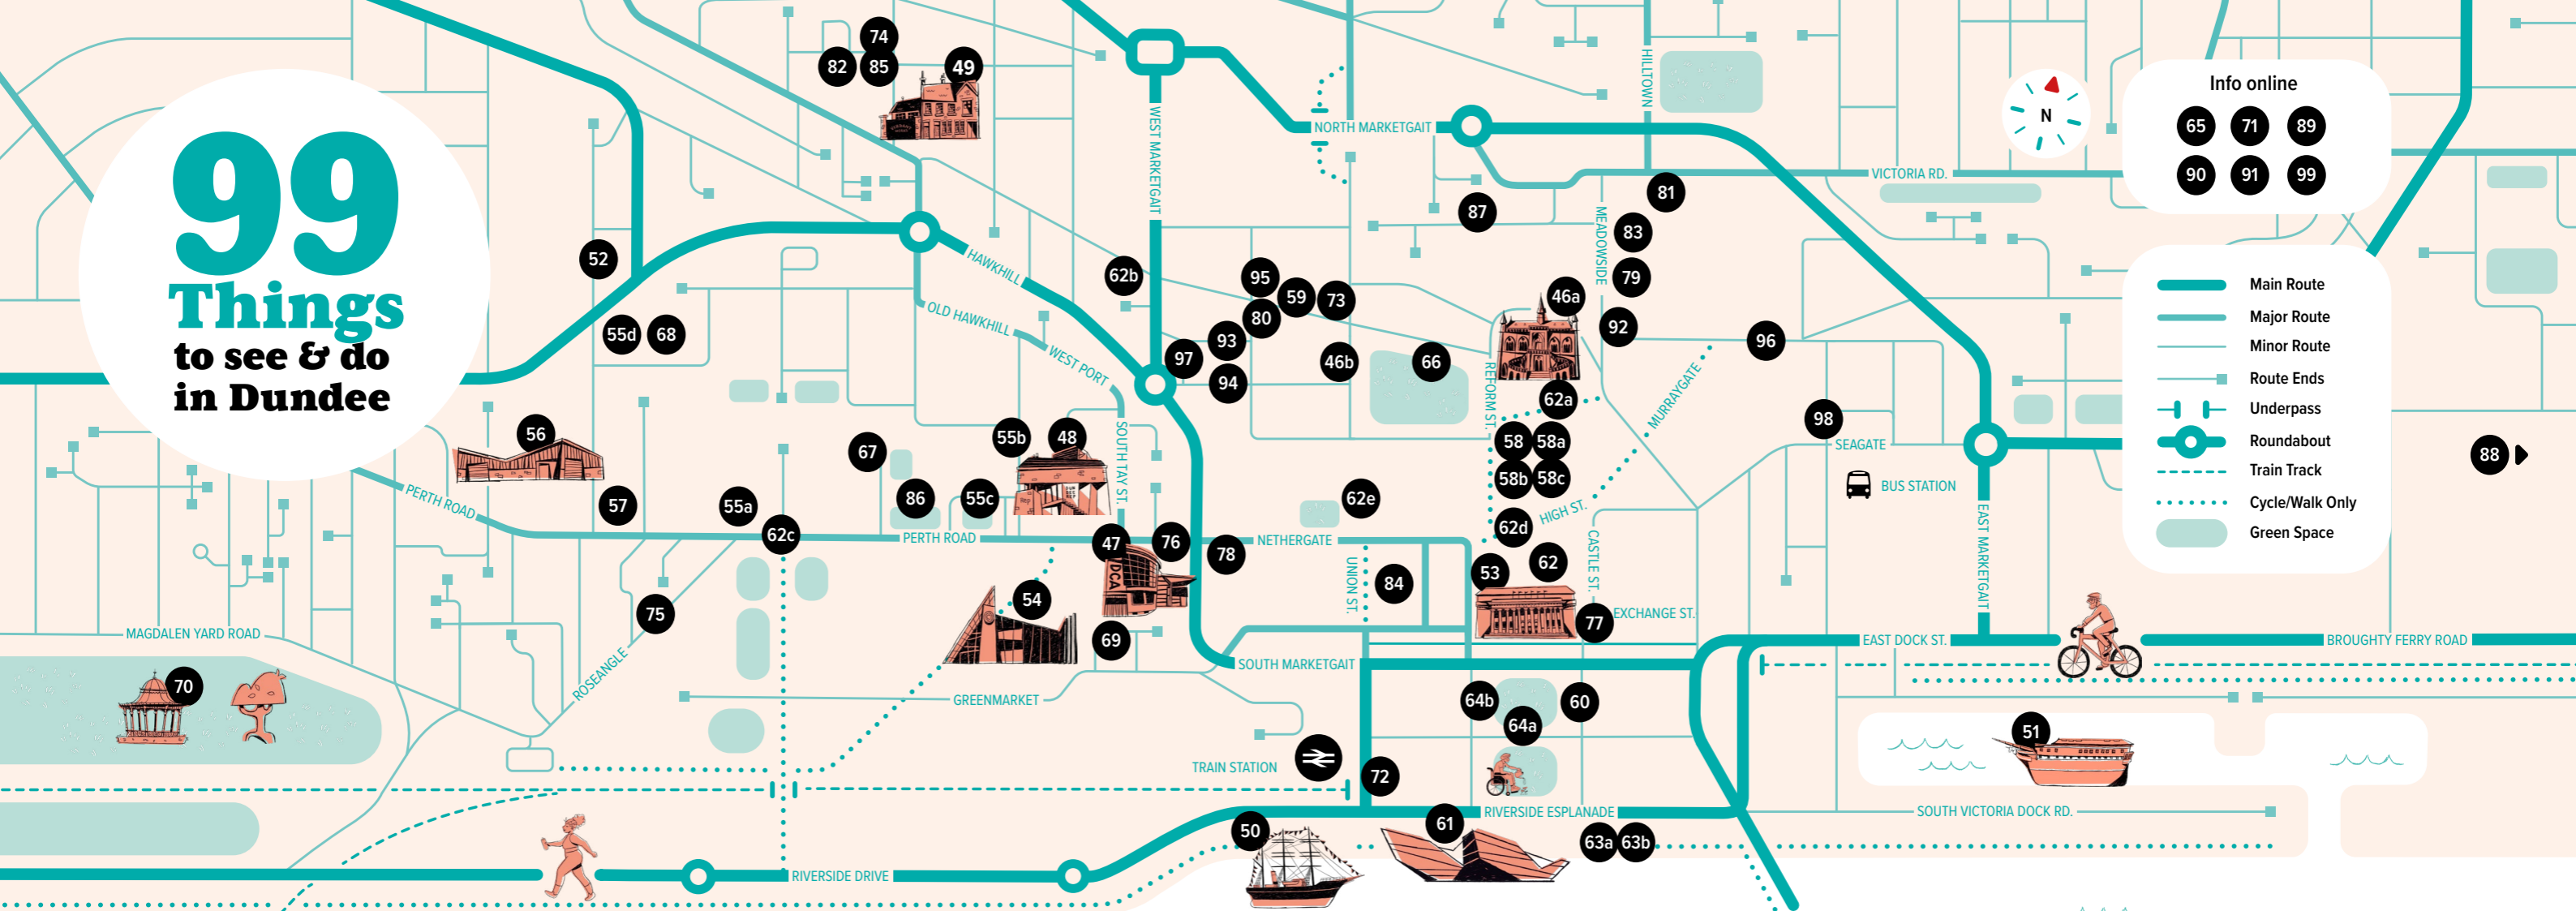 99
Things
to see & do
in Dundee
74
82
85
49
WEST MARKETGAIT
NORTH MARKETGAIT
HILLTOWN
N
VICTORIA RD.
Info online
65
71
89
90
91
99
Main Route
Major Route
Minor Route
Route Ends
Underpass
Roundabout
Train Track
Cycle/Walk Only
Green Space
81
87
MEADOWSIDE
83
79
52
HAWKHILL
62b
95
59
73
80
46a
OLD HAWKHILL
55d
68
93
92
96
WEST PORT
97
46b
66
94
REFORM ST.
MURRAYGATE
62a
98
SEAGATE
56
67
55b
48
SOUTH TAY ST.
58
58a
58b
58c
88
BUS STATION
PERTH ROAD
57
55a
86
55c
62e
HIGH ST.
62d
62c
PERTH ROAD
47
DCA
76
78
NETHERGATE
UNION ST.
84
53
62
CASTLE ST.
EAST MARKETGAIT
54
75
69
77
EXCHANGE ST.
MAGDALEN YARD ROAD
EAST DOCK ST.
BROUGHTY FERRY ROAD
ROSEANGLE
SOUTH MARKETGAIT
70
GREENMARKET
64b
60
64a
51
TRAIN STATION
72
50
61
RIVERSIDE ESPLANADE
63a
63b
SOUTH VICTORIA DOCK RD.
RIVERSIDE DRIVE